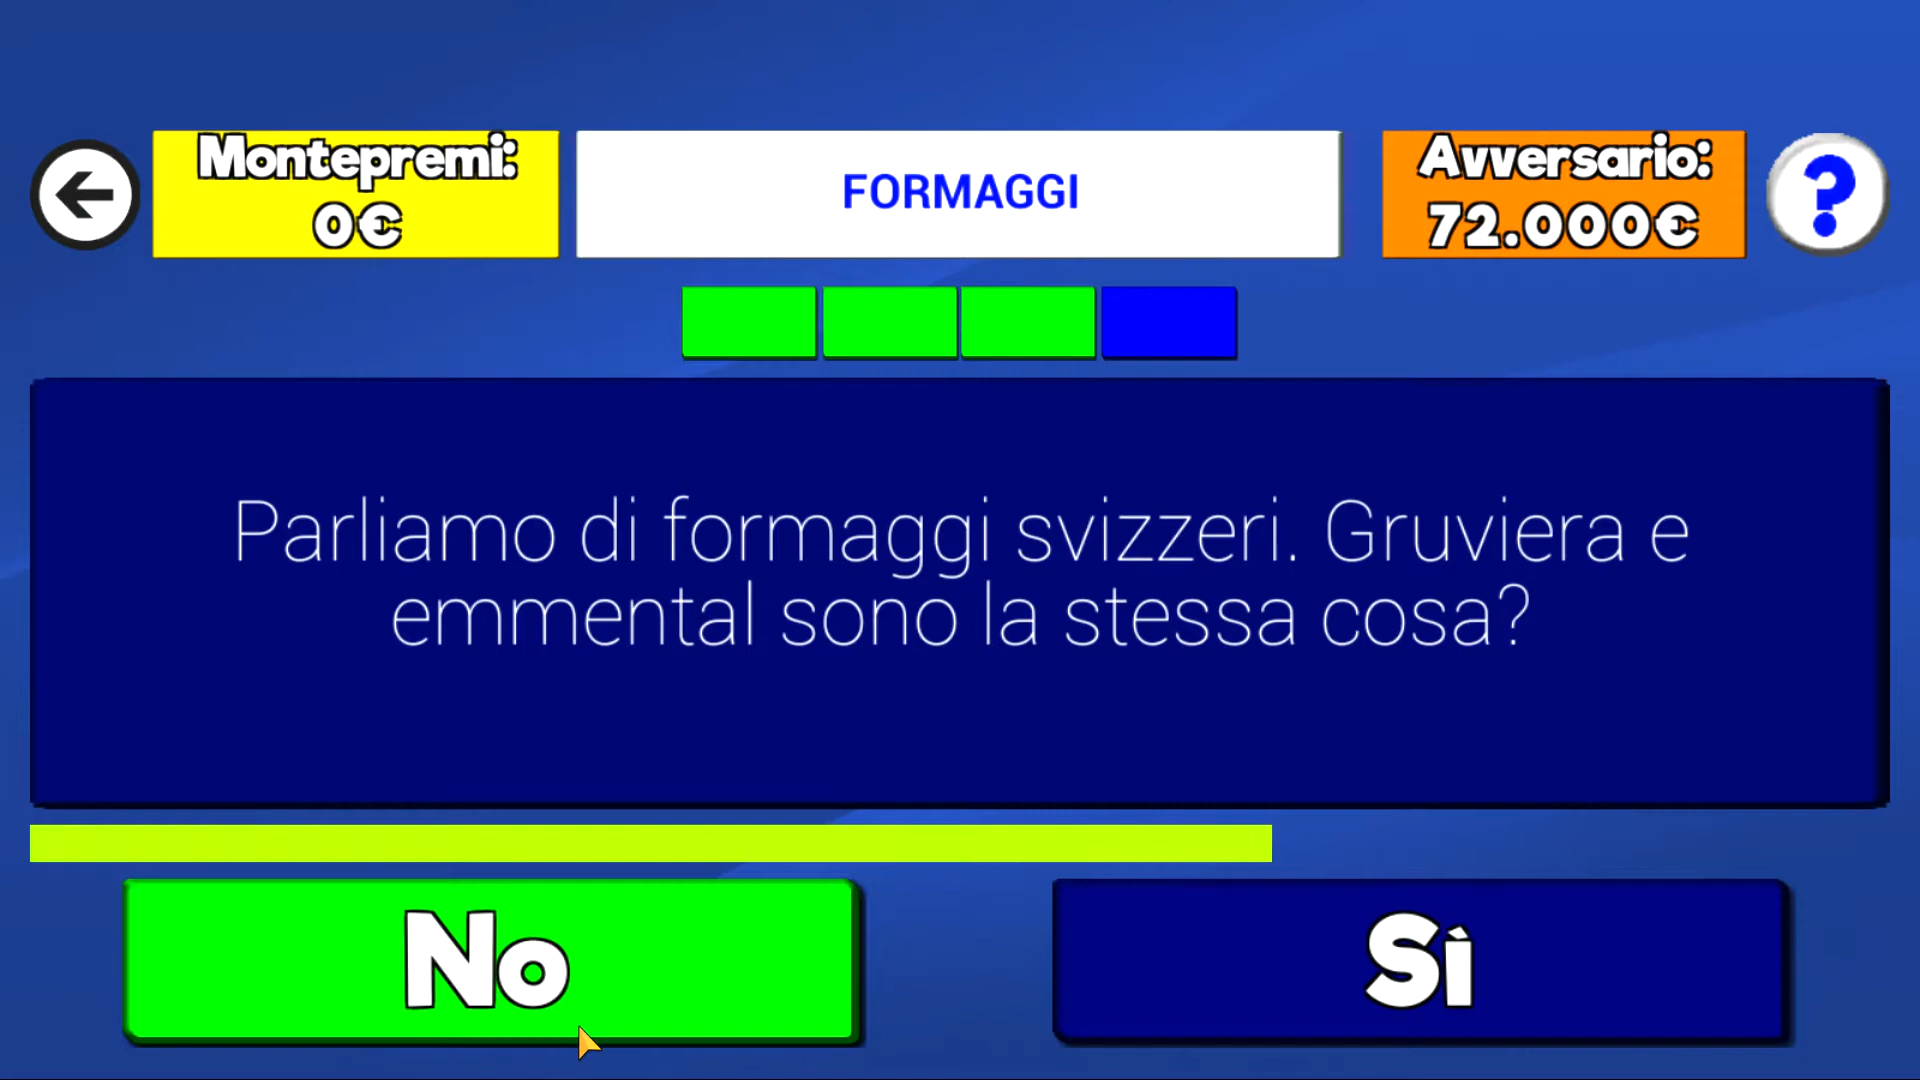 Montepremi:
0€
FORMAGGI
Avversario:
72.000€
?
Parliamo di formaggi svizzeri. Gruviera e
emmental sono la stessa cosa?
No
Sì